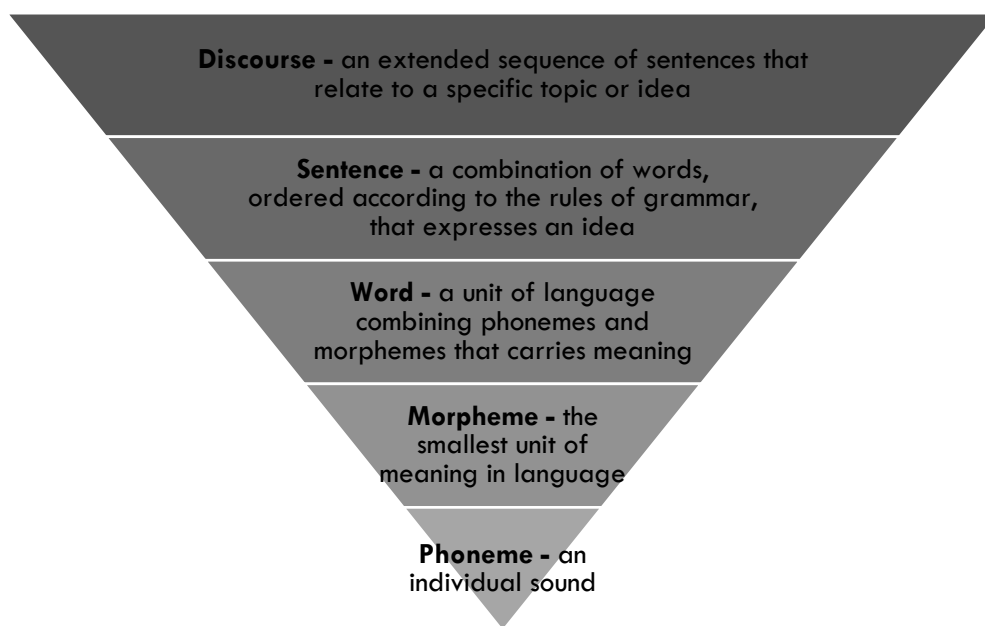 Discourse - an extended sequence of sentences that
relate to a specific topic or idea
Sentence - a combination of words,
ordered according to the rules of grammar,
that expresses an idea
Word - a unit of language
combining phonemes and
morphemes that carries meaning
Morpheme - the
smallest unit of
meaning in language
Phoneme - an
individual sound